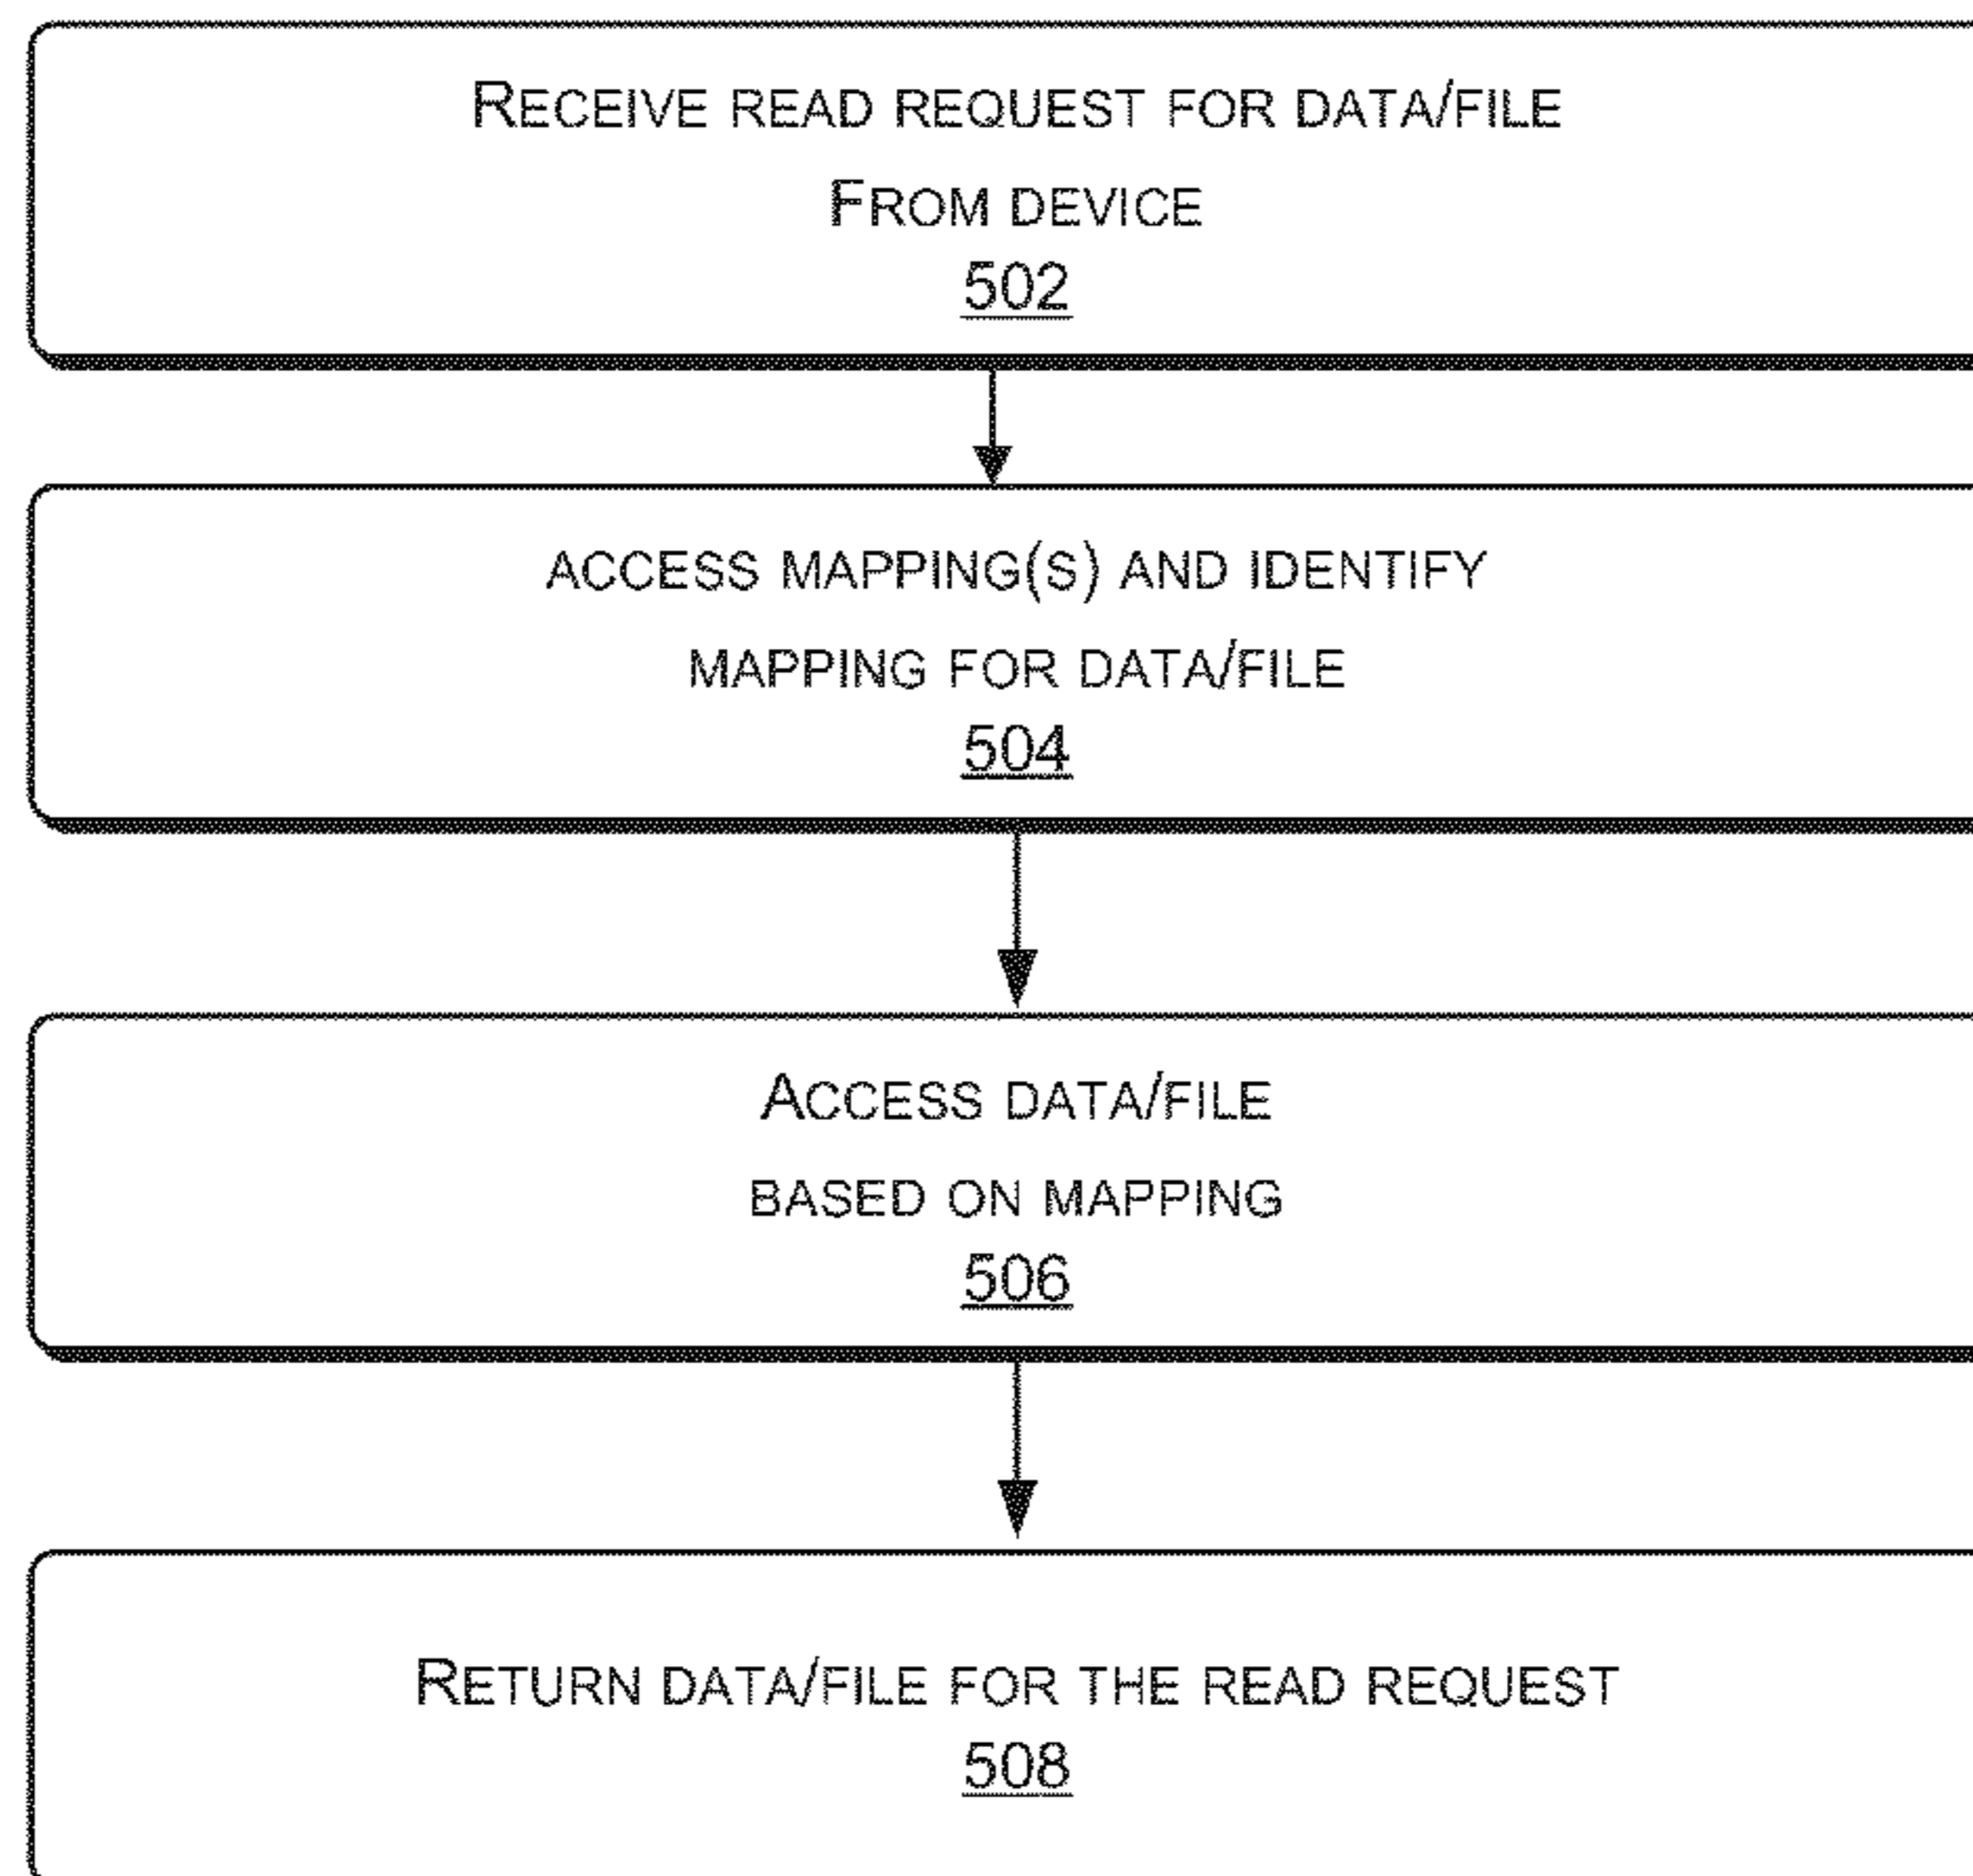 RECEIVE READ REQUEST FOR DATA/FILE
FROM DEVICE
502
ACCESS MAPPING(S) AND IDENTIFY
MAPPING FOR DATA/FILE
504
ACCESS DATA/FILE
BASED ON MAPPING
506
RETURN DATA/FILE FOR THE READ REQUEST
508